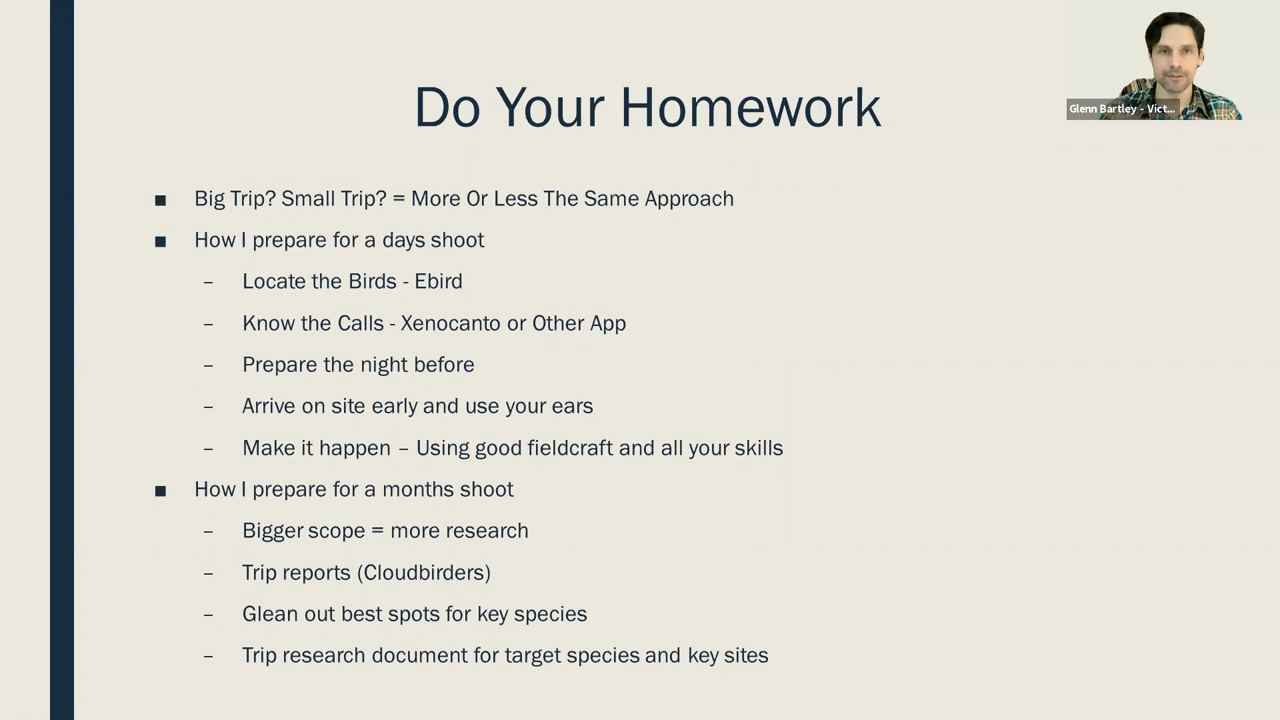 Do Your Homework
Glenn Bartley - Vict...
■ Big Trip? Small Trip? = More Or Less The Same Approach
■ How I prepare for a days shoot
– Locate the Birds - Ebird
– Know the Calls - Xenocanto or Other App
– Prepare the night before
– Arrive on site early and use your ears
– Make it happen – Using good fieldcraft and all your skills
■ How I prepare for a months shoot
– Bigger scope = more research
– Trip reports (Cloudbirders)
– Glean out best spots for key species
– Trip research document for target species and key sites